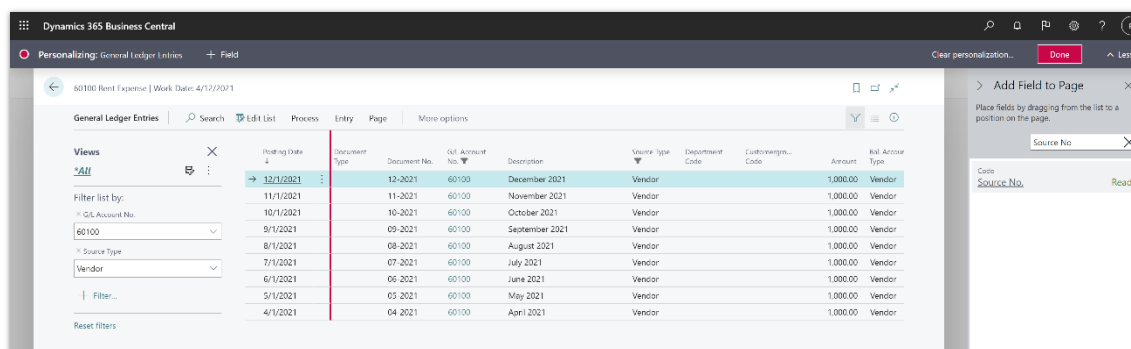 Dynamics 365 Business Central
Personalizing: General Ledger Entries + Field Clear personalization... Done Less
60100 Rent Expense | Work Date: 4/12/2021
General Ledger Entries Search Edit List Process Entry Page More options
Views
*All
Filter list by:
× G/L Account No.
60100
× Source Type
Vendor
+ Filter...
Reset filters
Posting Date ↓ Document Type Document No. G/L Account No. Description Source Type Department Code Customergro... Code Amount Bal. Accoun Type
→ 12/1/2021 12-2021 60100 December 2021 Vendor 1,000.00 Vendor
11/1/2021 11-2021 60100 November 2021 Vendor 1,000.00 Vendor
10/1/2021 10-2021 60100 October 2021 Vendor 1,000.00 Vendor
9/1/2021 09-2021 60100 September 2021 Vendor 1,000.00 Vendor
8/1/2021 08-2021 60100 August 2021 Vendor 1,000.00 Vendor
7/1/2021 07-2021 60100 July 2021 Vendor 1,000.00 Vendor
6/1/2021 06-2021 60100 June 2021 Vendor 1,000.00 Vendor
5/1/2021 05-2021 60100 May 2021 Vendor 1,000.00 Vendor
4/1/2021 04-2021 60100 April 2021 Vendor 1,000.00 Vendor
Add Field to Page
Place fields by dragging from the list to a
position on the page.
Source No
Code
Source No. Read